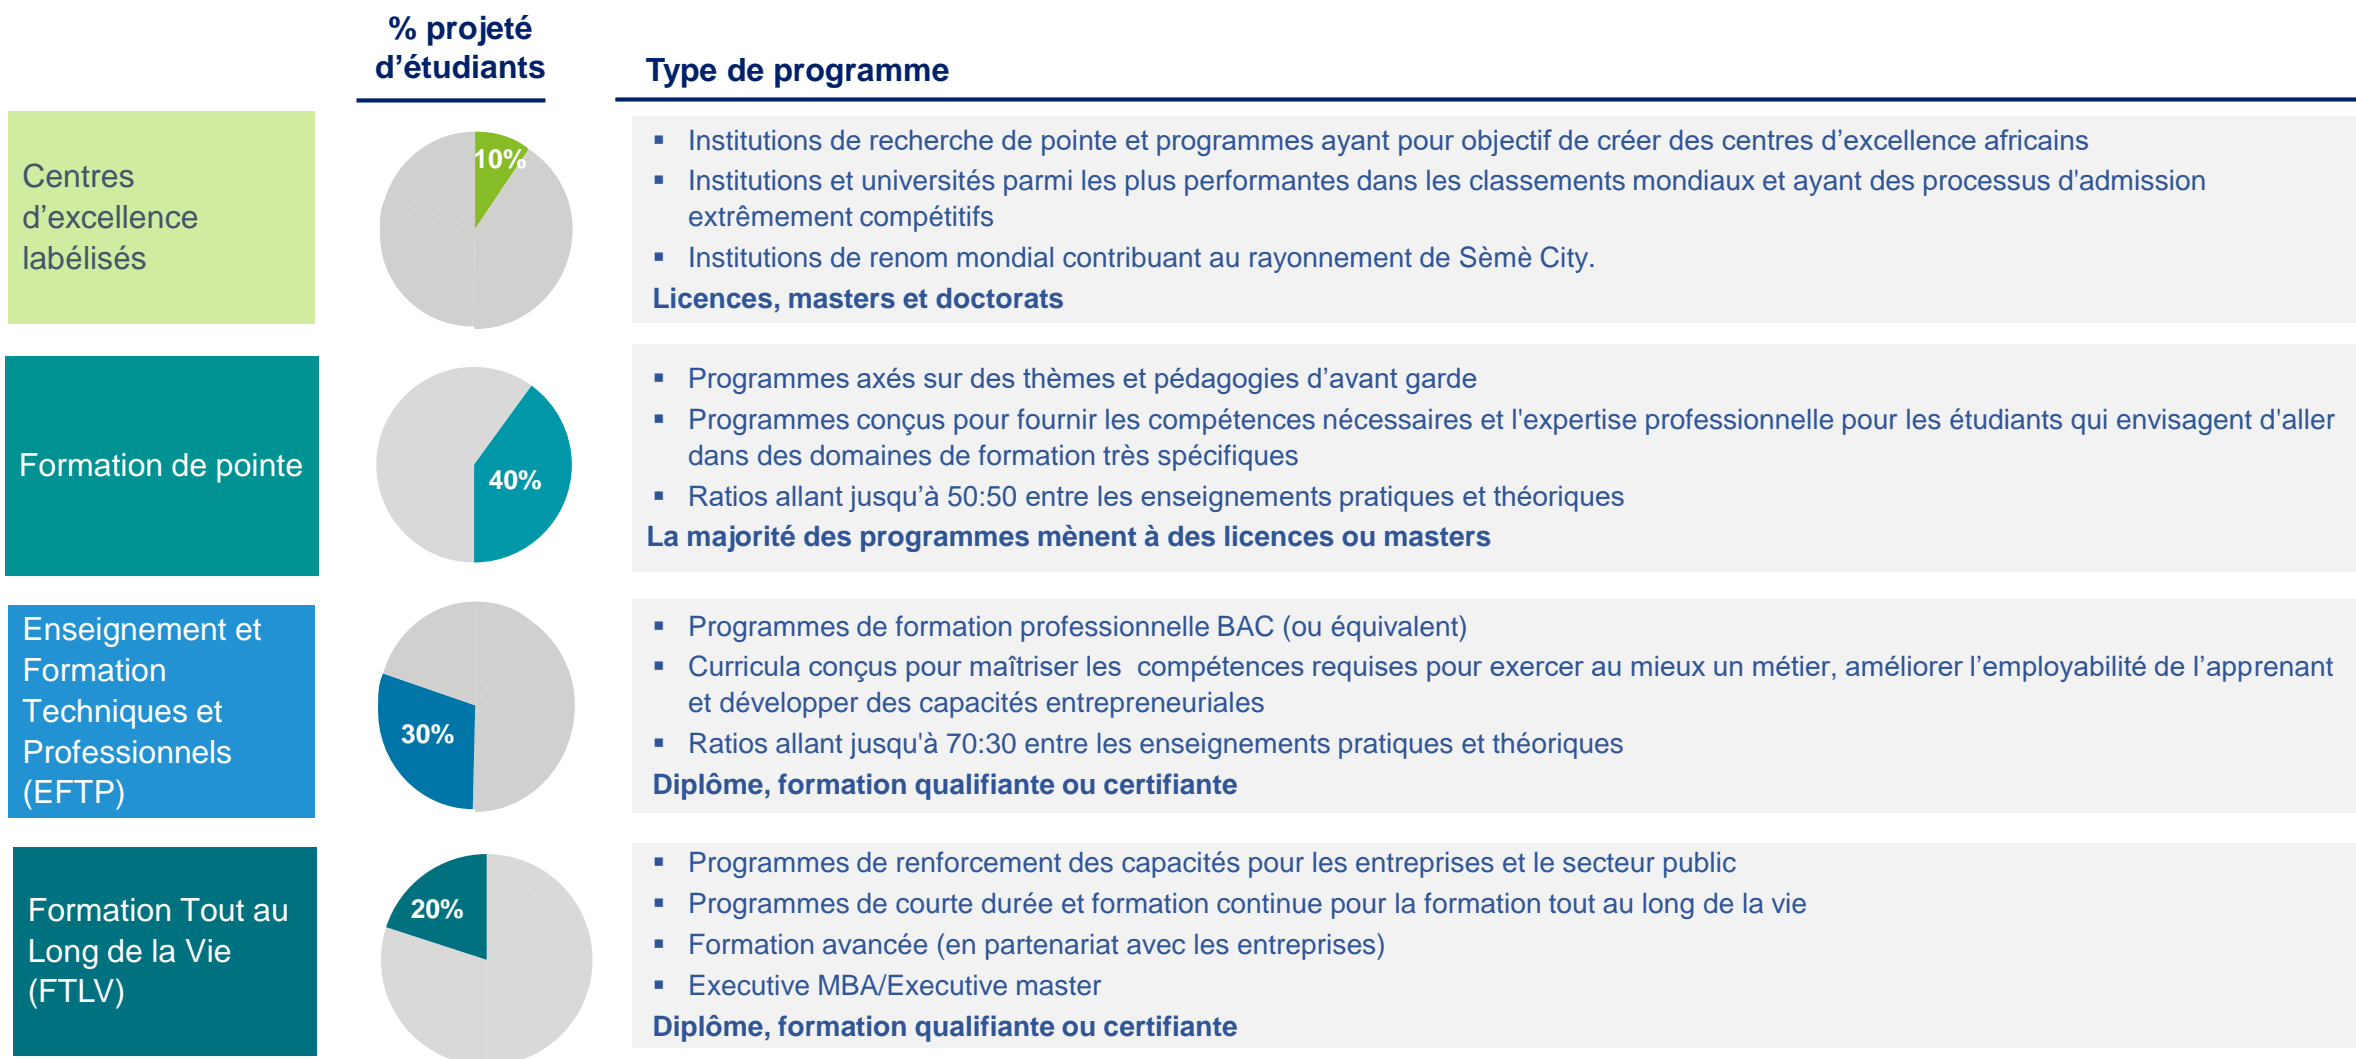 % projeté
d’étudiants
Type de programme
Centres
d’excellence
labélisés
10%
▪ Institutions de recherche de pointe et programmes ayant pour objectif de créer des centres d’excellence africains
▪ Institutions et universités parmi les plus performantes dans les classements mondiaux et ayant des processus d'admission
extrêmement compétitifs
▪ Institutions de renom mondial contribuant au rayonnement de Sèmè City.
Licences, masters et doctorats
Formation de pointe
40%
▪ Programmes axés sur des thèmes et pédagogies d’avant garde
▪ Programmes conçus pour fournir les compétences nécessaires et l'expertise professionnelle pour les étudiants qui envisagent d'aller
dans des domaines de formation très spécifiques
▪ Ratios allant jusqu’à 50:50 entre les enseignements pratiques et théoriques
La majorité des programmes mènent à des licences ou masters
Enseignement et
Formation
Techniques et
Professionnels
(EFTP)
30%
▪ Programmes de formation professionnelle BAC (ou équivalent)
▪ Curricula conçus pour maîtriser les compétences requises pour exercer au mieux un métier, améliorer l’employabilité de l’apprenant
et développer des capacités entrepreneuriales
▪ Ratios allant jusqu'à 70:30 entre les enseignements pratiques et théoriques
Diplôme, formation qualifiante ou certifiante
Formation Tout au
Long de la Vie
(FTLV)
20%
▪ Programmes de renforcement des capacités pour les entreprises et le secteur public
▪ Programmes de courte durée et formation continue pour la formation tout au long de la vie
▪ Formation avancée (en partenariat avec les entreprises)
▪ Executive MBA/Executive master
Diplôme, formation qualifiante ou certifiante